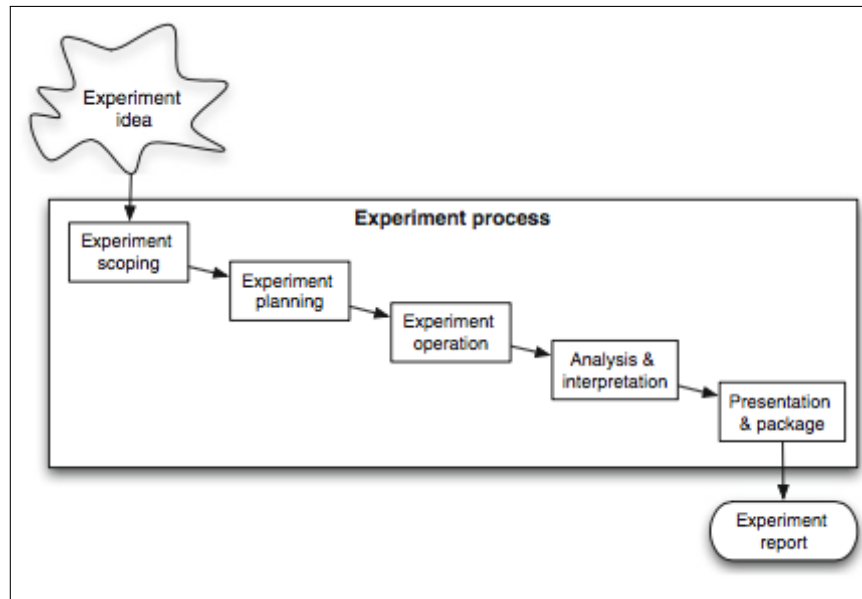 Experiment
idea
Experiment process
Experiment
scoping
Experiment
planning
Experiment
operation
Analysis &
interpretation
Presentation
& package
Experiment
report